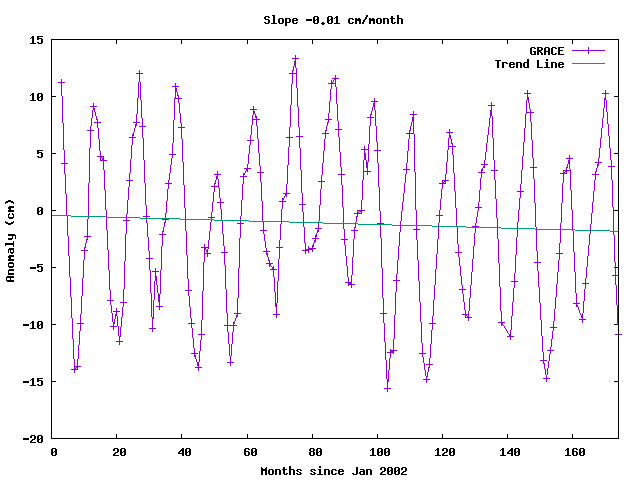 Slope -0.01 cm/month
GRACE
Trend Line
15
10
5
0
-5
-10
-15
-20
Anomaly (cm)
0 20 40 60 80 100 120 140 160
Months since Jan 2002